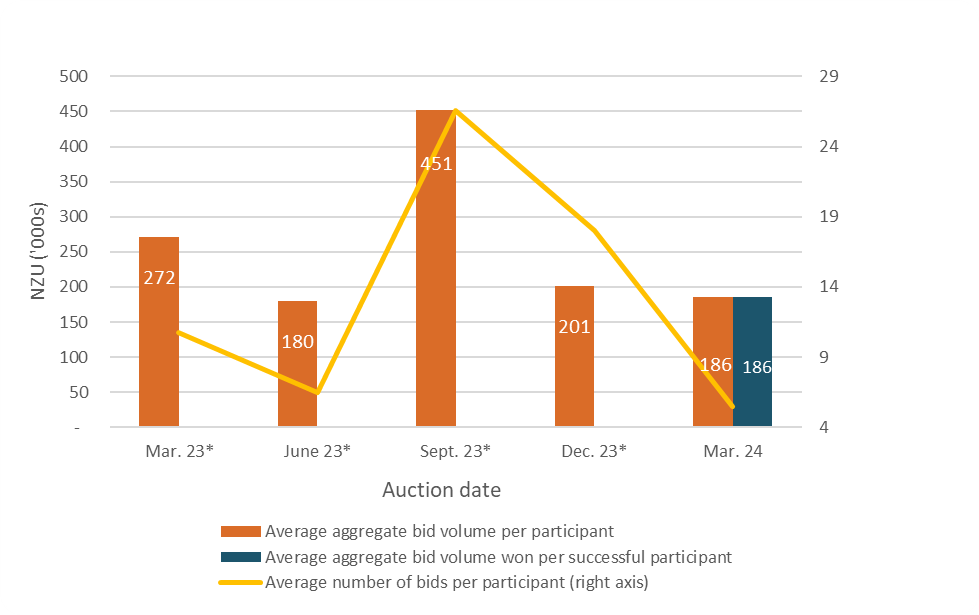 500 29
450
400 24
350
300 19
250
200 14
150
100 9
50
- 4
NZU ('000s)
272
180
451
201
186
186
Mar. 23* June 23* Sept. 23* Dec. 23* Mar. 24
Auction date
Average aggregate bid volume per participant
Average aggregate bid volume won per successful participant
Average number of bids per participant (right axis)